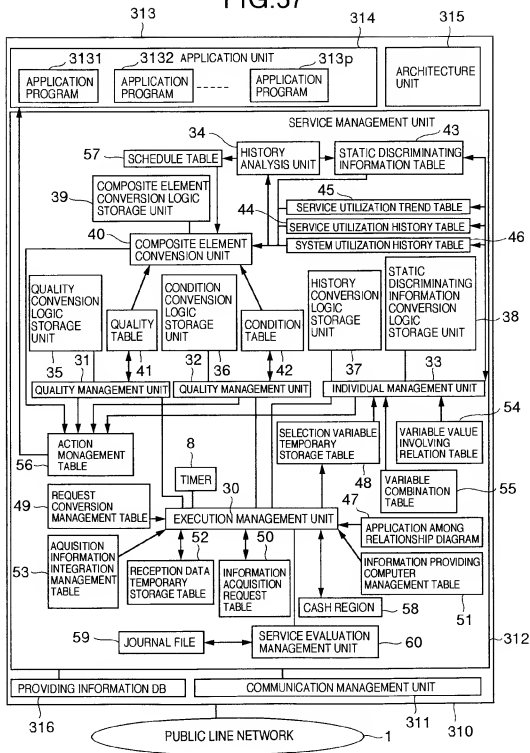 FIG.37
313
314
315
3131
3132
APPLICATION UNIT
313p
APPLICATION PROGRAM
APPLICATION PROGRAM
APPLICATION PROGRAM
ARCHITECTURE UNIT
SERVICE MANAGEMENT UNIT
34
43
57
SCHEDULE TABLE
HISTORY ANALYSIS UNIT
STATIC DISCRIMINATING INFORMATION TABLE
39
COMPOSITE ELEMENT CONVERSION LOGIC STORAGE UNIT
45
SERVICE UTILIZATION TREND TABLE
44
SERVICE UTILIZATION HISTORY TABLE
40
COMPOSITE ELEMENT CONVENSION UNIT
SYSTEM UTILIZATION HISTORY TABLE
46
QUALITY CONVENSION LOGIC STORAGE UNIT
QUALITY TABLE
CONDITION CONVENSION LOGIC STORAGE UNIT
CONDITION TABLE
HISTORY CONVENSION LOGIC STORAGE UNIT
STATIC DISCRIMINATING INFORMATION CONVENSION LOGIC STORAGE UNIT
38
35
31
41
32
36
42
37
33
QUALITY MANAGEMENT UNIT
QUALITY MANAGEMENT UNIT
INDIVIDUAL MANAGEMENT UNIT
54
56
ACTION MONAGEMENT TABLE
8
TIMER
SELECTION VARIABLE TEMPORARY STORAGE TABLE
48
VARIABLE VALUE INVOLVING RELATION TABLE
VARIABLE COMBINATION TABLE
55
49
REQUEST CONVERSION MANAGEMENT TABLE
30
EXECUTION MANAGEMENT UNIT
47
APPLICATION AMONG RELATIONSHIP DIAGRAM
53
AQUISITION INFORMATION INTEGRATION MANAGEMENT TABLE
52
RECEPTION DATA TEMPORARY STORAGE TABLE
50
INFORMATION ACQUISITION REQUEST TABLE
INFORMATION PROVIDING COMPUTER MANAGEMENT TABLE
51
CASH REGION
58
59
JOURNAL FILE
SERVICE EVALUATION MANAGEMENT UNIT
60
312
PROVIDING INFORMATION DB
COMMUNICATION MANAGEMENT UNIT
316
311
310
PUBLIC LINE NETWORK
1